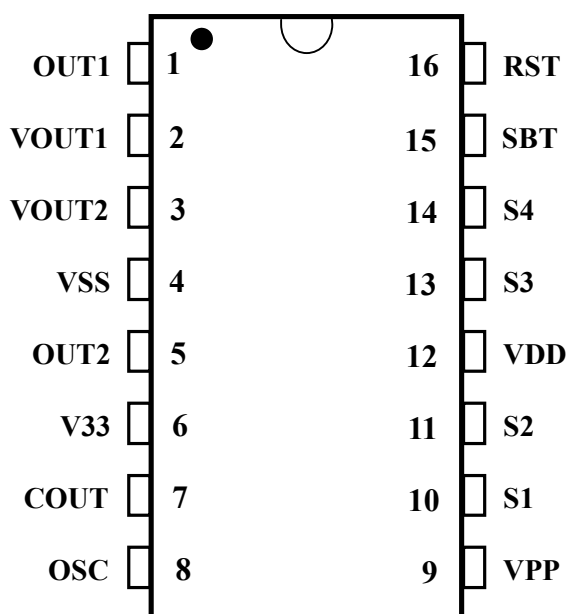 OUT1 1 16 RST
VOUT1 2 15 SBT
VOUT2 3 14 S4
VSS 4 13 S3
OUT2 5 12 VDD
V33 6 11 S2
COUT 7 10 S1
OSC 8 9 VPP